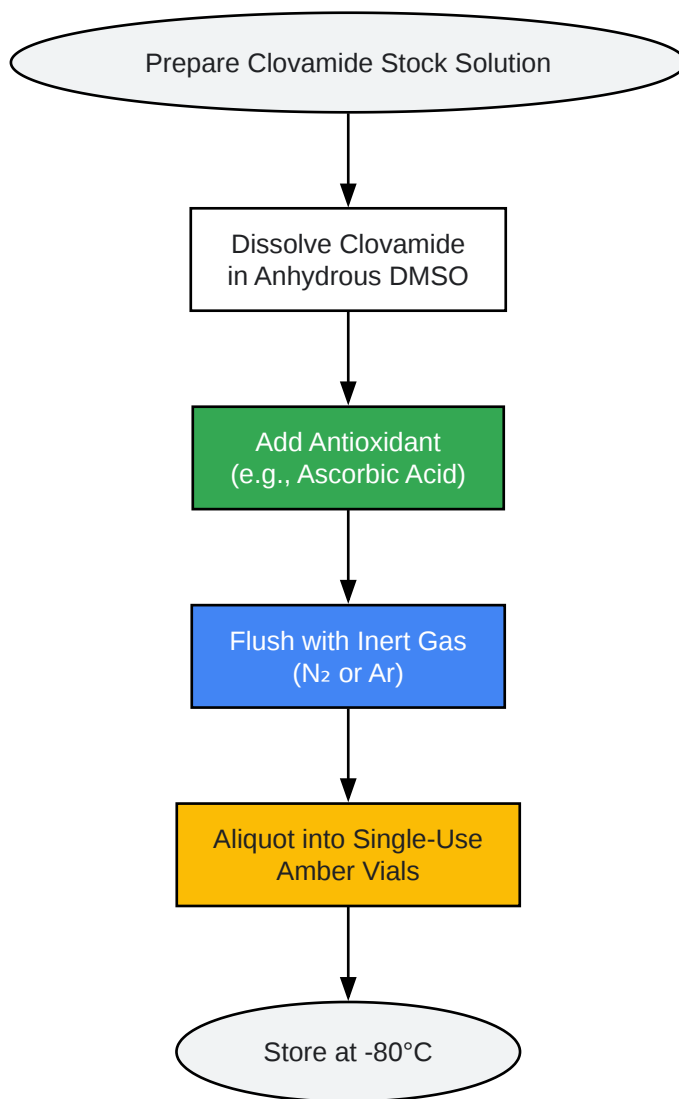 Prepare Clovamide Stock Solution
Dissolve Clovamide
in Anhydrous DMSO
Add Antioxidant
(e.g., Ascorbic Acid)
Flush with Inert Gas
(N₂ or Ar)
Aliquot into Single-Use
Amber Vials
Store at -80°C